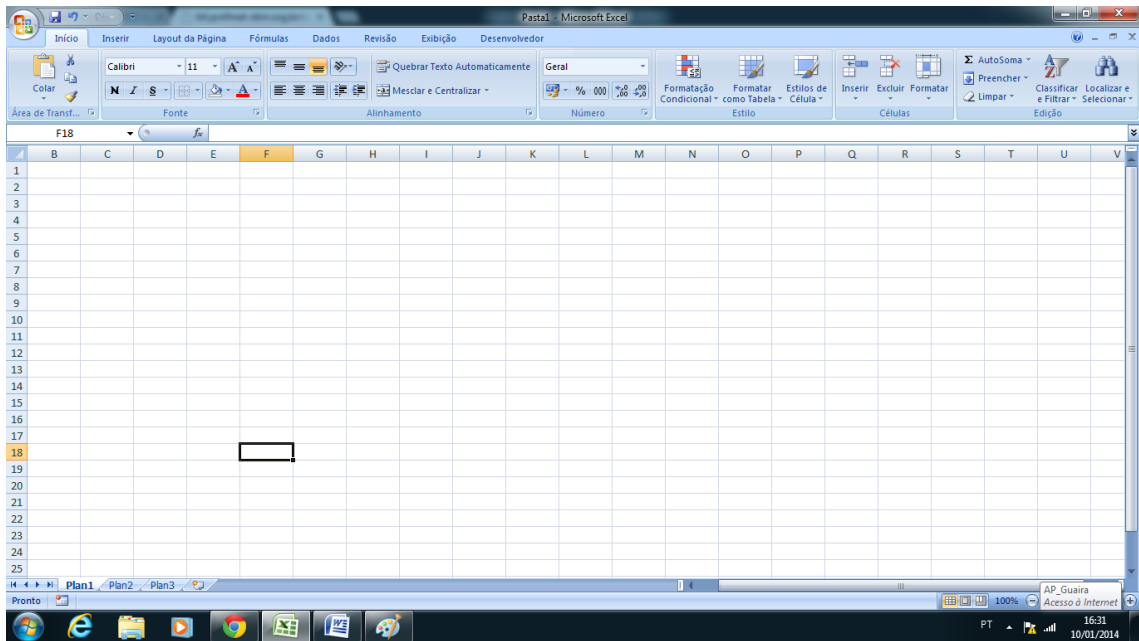 Pasta1 - Microsoft Excel
Início Inserir Layout da Página Fórmulas Dados Revisão Exibição Desenvolvedor
Colar
Calibri 11
N I S
Quebrar Texto Automaticamente
Mesclar e Centralizar
Geral
% 000
Formatação Condicional
Formatar como Tabela
Estilos de Célula
Inserir Excluir Formatar
Σ AutoSoma
Preencher
Limpar
Classificar e Filtrar
Localizar e Selecionar
Área de Transf... Fonte Alinhamento Número Estilo Células Edição
F18 fx
B C D E F G H I J K L M N O P Q R S T U V
1
2
3
4
5
6
7
8
9
10
11
12
13
14
15
16
17
18
19
20
21
22
23
24
25
Plan1 Plan2 Plan3
Pronto 100%
AP_Guaira
Acesso à Internet
PT 16:31
10/01/2014